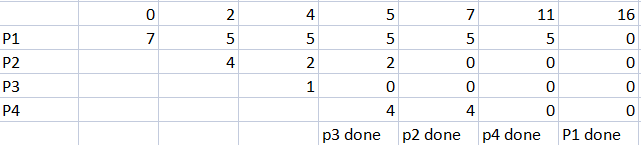 0 2 4 5 7 11 16
P1 7 5 5 5 5 5 0
P2 4 2 2 0 0 0
P3 1 0 0 0 0
P4 4 4 0 0
p3 done p2 done p4 done P1 done